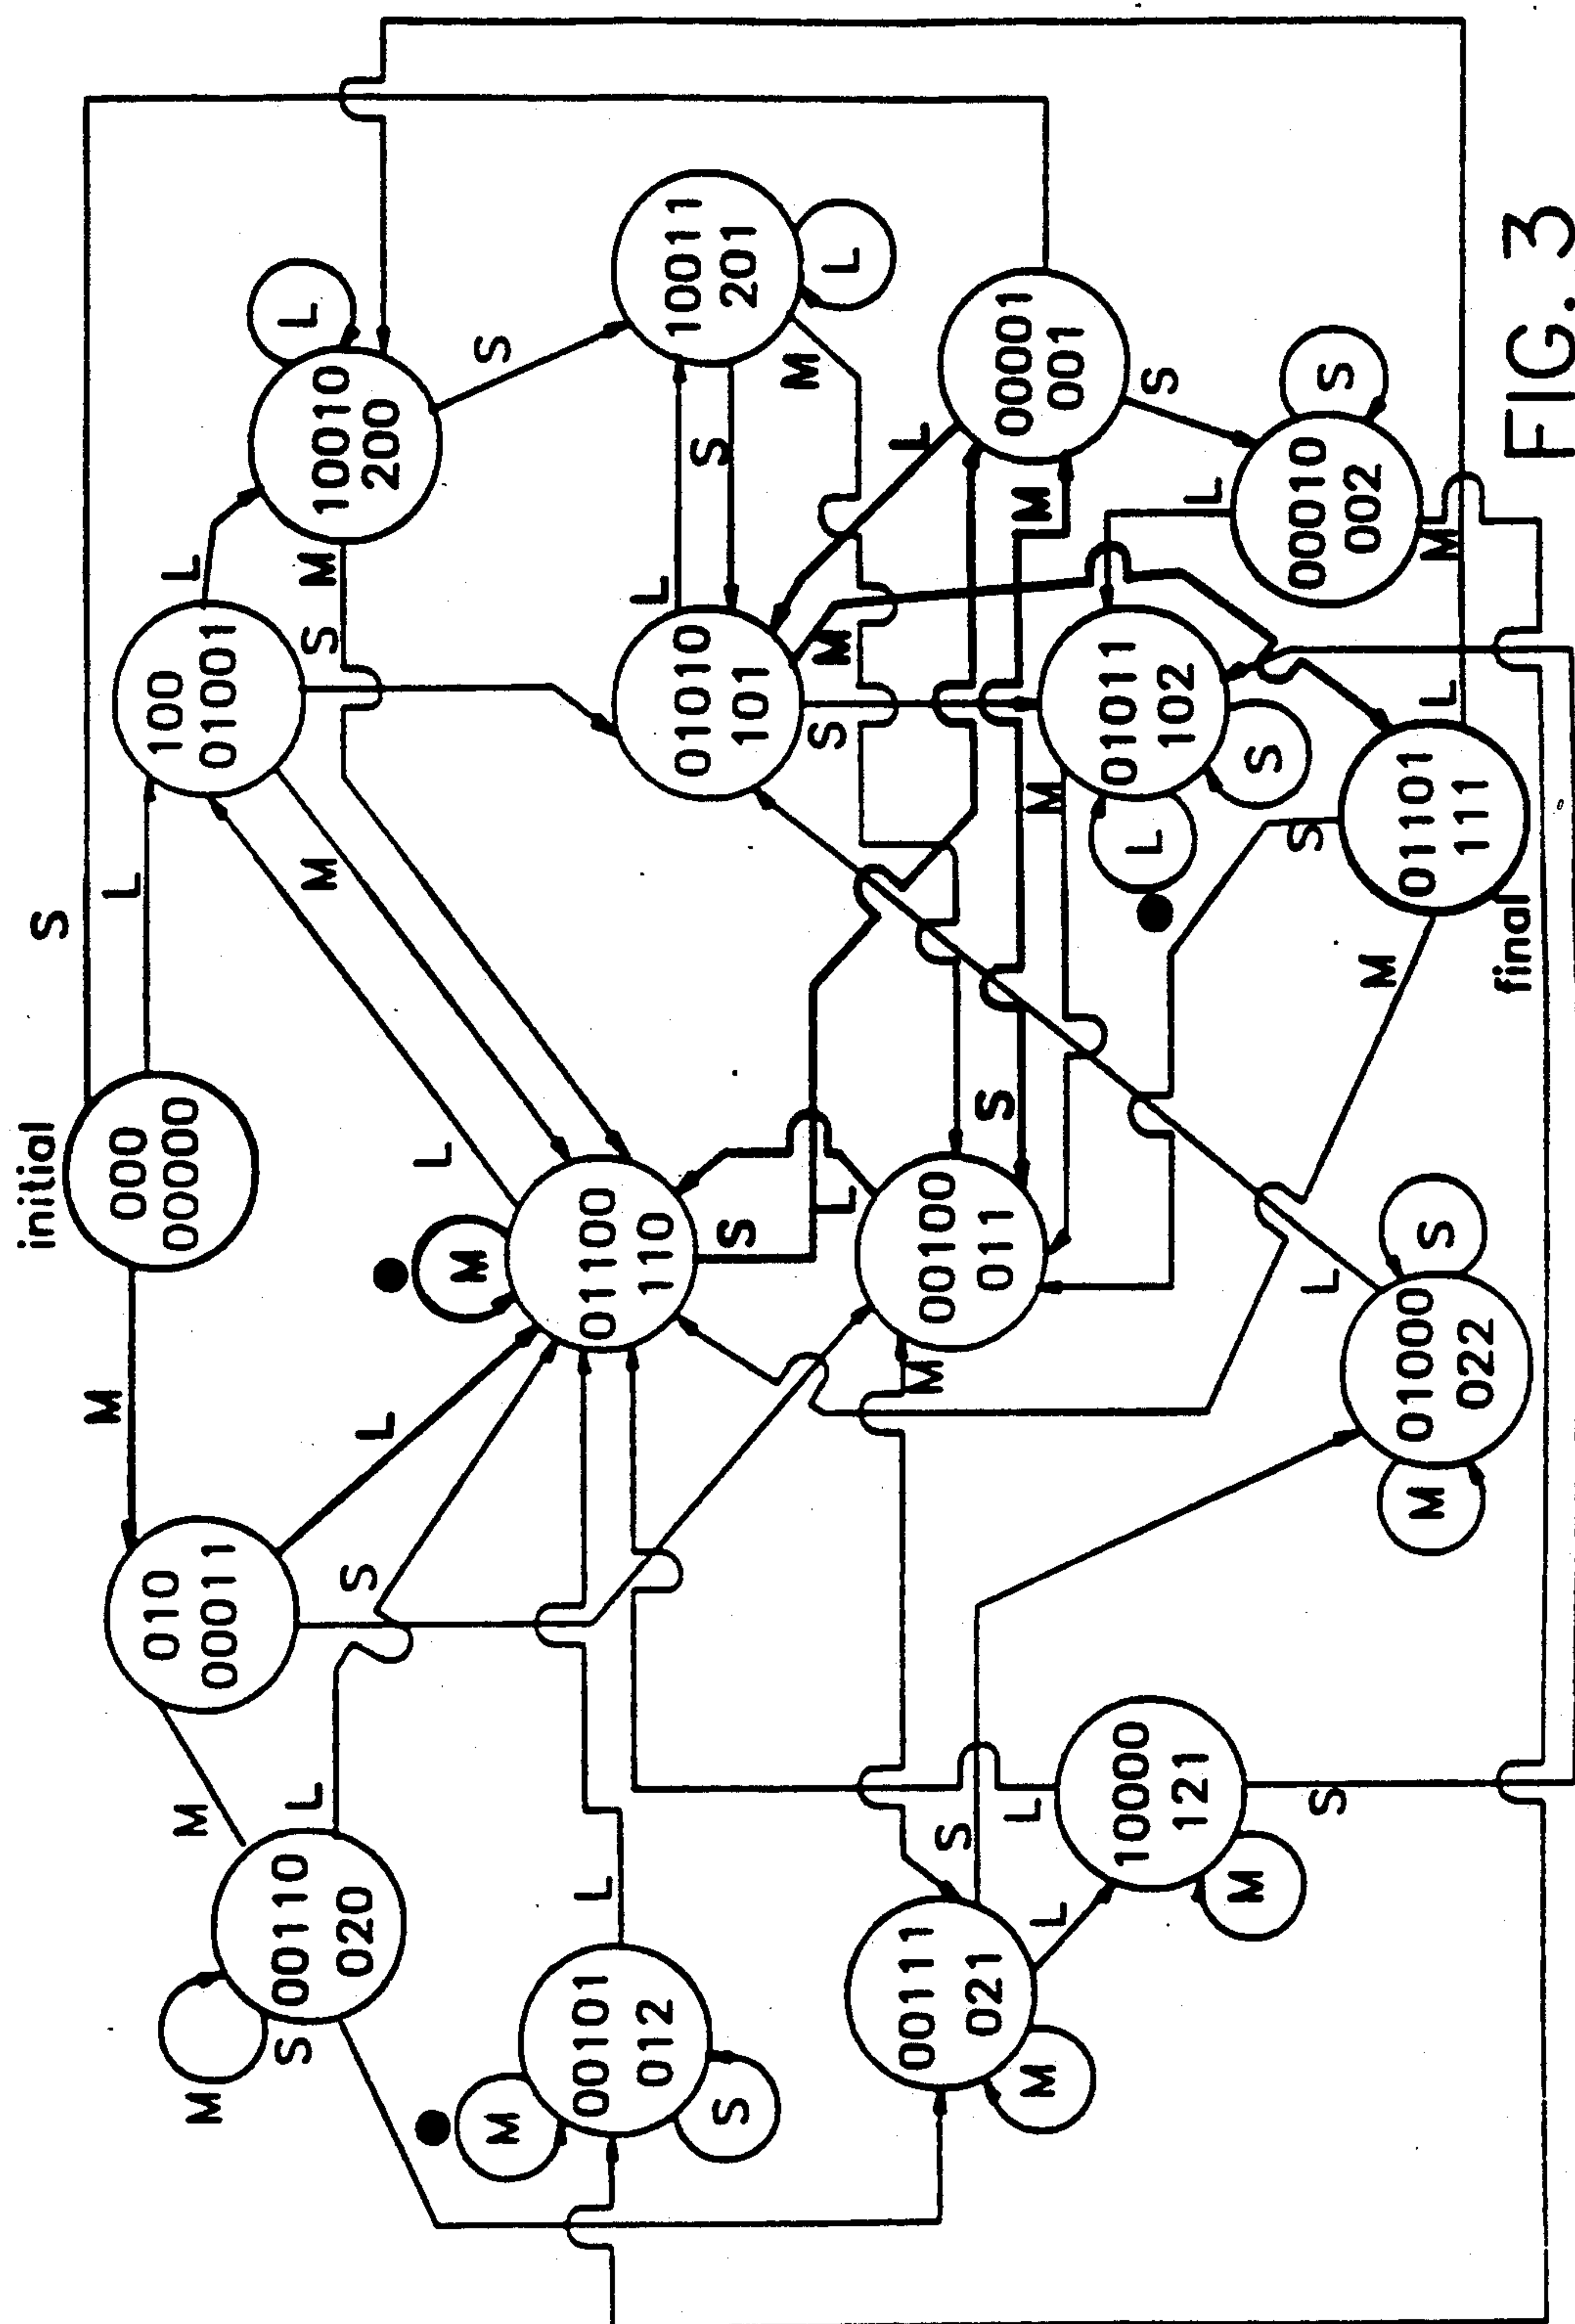 initial
S
000
00000
M
L
010
00011
100
01001
M
L
M
S
00110
020
L
S
L
L
M
S
M
10010
200
L
S
M
00101
012
S
L
M
01100
110
S
L
01010
101
S
M
S
10011
201
L
M
00111
021
M
S
L
M
00100
011
L
S
L
00001
001
M
S
10000
121
M
L
S
01011
102
M
L
S
L
00010
002
S
M
01000
022
M
S
L
M
01101
111
S
L
final
FIG. 3